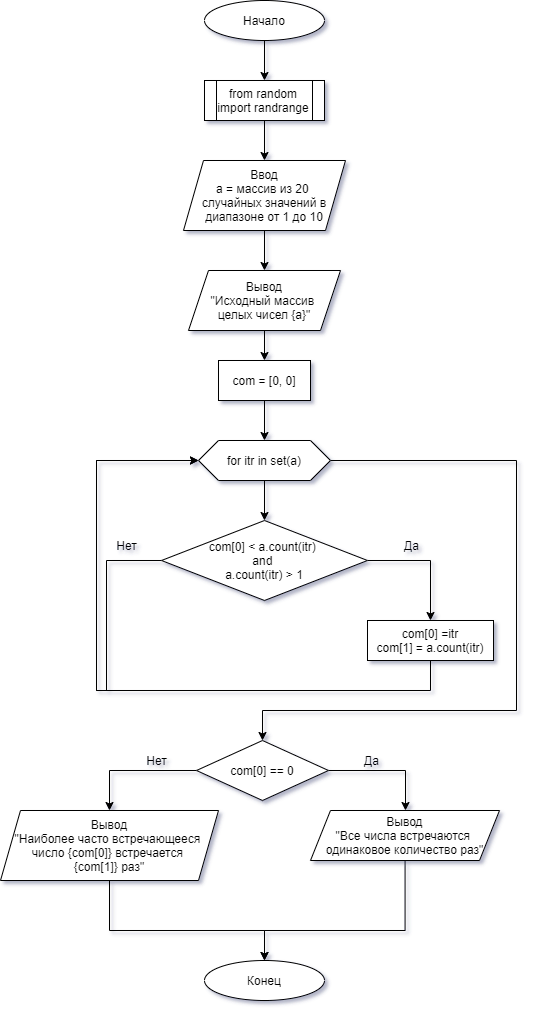 Начало
from random
import randrange
Ввод
a = массив из 20
случайных значений в
диапазоне от 1 до 10
Вывод
"Исходный массив
целых чисел {a}"
com = [0, 0]
for itr in set(a)
Нет
com[0] < a.count(itr)
and
a.count(itr) > 1
Да
com[0] =itr
com[1] = a.count(itr)
Нет
com[0] == 0
Да
Вывод
"Наиболее часто встречающееся
число {com[0]} встречается
{com[1]} раз"
Вывод
"Все числа встречаются
одинаковое количество раз"
Конец